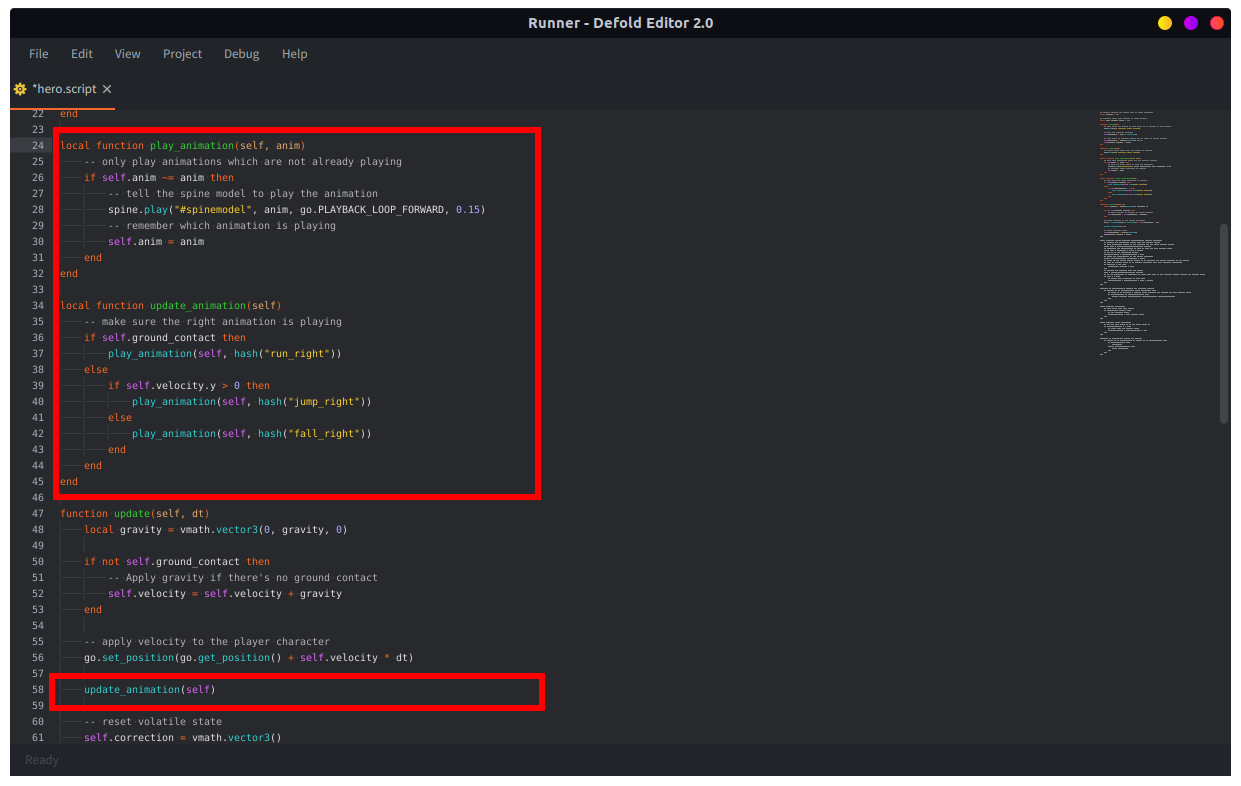 Runner - Defold Editor 2.0
File Edit View Project Debug Help
*hero.script ×
22 end
23
24 local function play_animation(self, anim)
25 -- only play animations which are not already playing
26 if self.anim ~= anim then
27 -- tell the spine model to play the animation
28 spine.play("#spinemodel", anim, go.PLAYBACK_LOOP_FORWARD, 0.15)
29 -- remember which animation is playing
30 self.anim = anim
31 end
32 end
33
34 local function update_animation(self)
35 -- make sure the right animation is playing
36 if self.ground_contact then
37 play_animation(self, hash("run_right"))
38 else
39 if self.velocity.y > 0 then
40 play_animation(self, hash("jump_right"))
41 else
42 play_animation(self, hash("fall_right"))
43 end
44 end
45 end
46
47 function update(self, dt)
48 local gravity = vmath.vector3(0, gravity, 0)
49
50 if not self.ground_contact then
51 -- Apply gravity if there's no ground contact
52 self.velocity = self.velocity + gravity
53 end
54
55 -- apply velocity to the player character
56 go.set_position(go.get_position() + self.velocity * dt)
57
58 update_animation(self)
59
60 -- reset volatile state
61 self.correction = vmath.vector3()
Ready